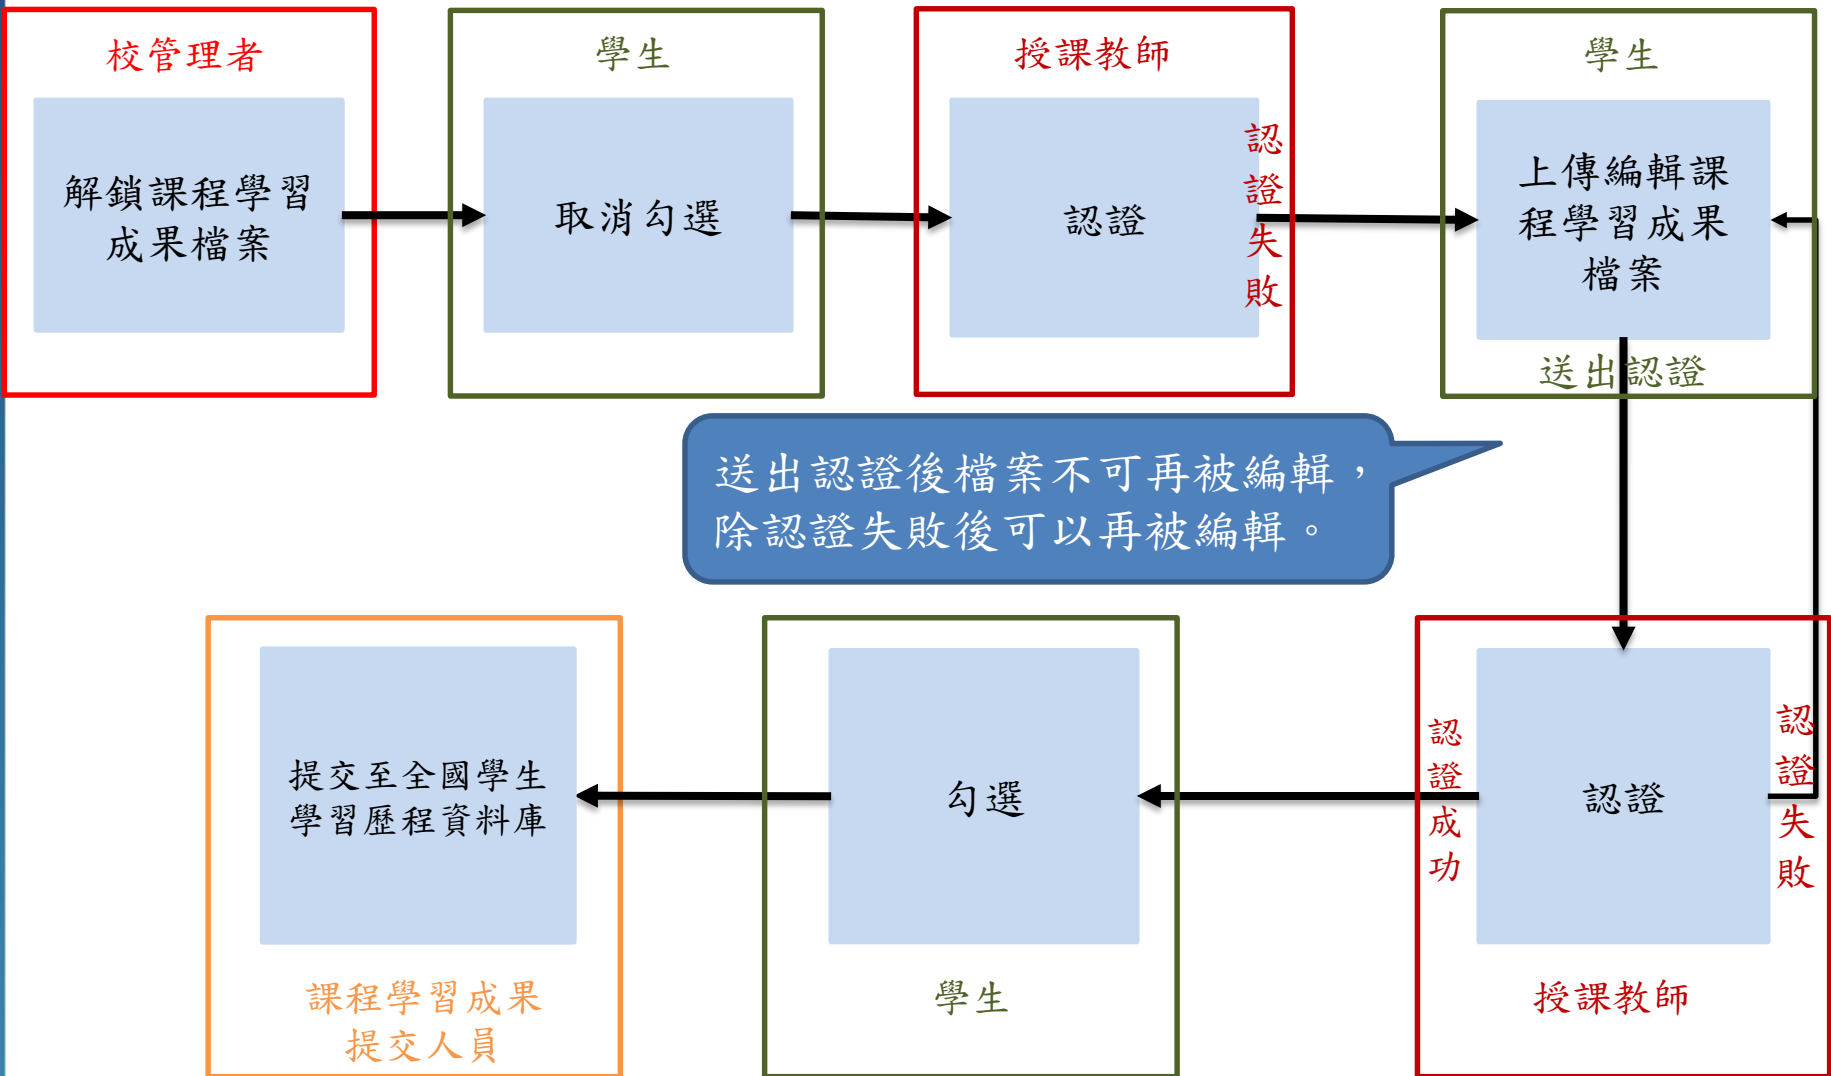 校管理者
解鎖課程學習
成果檔案
學生
取消勾選
授課教師
認證
認證失敗
學生
上傳編輯課
程學習成果
檔案
送出認證
送出認證後檔案不可再被編輯，
除認證失敗後可以再被編輯。
授課教師
認證
認證失敗
認證成功
勾選
學生
提交至全國學生
學習歷程資料庫
課程學習成果
提交人員